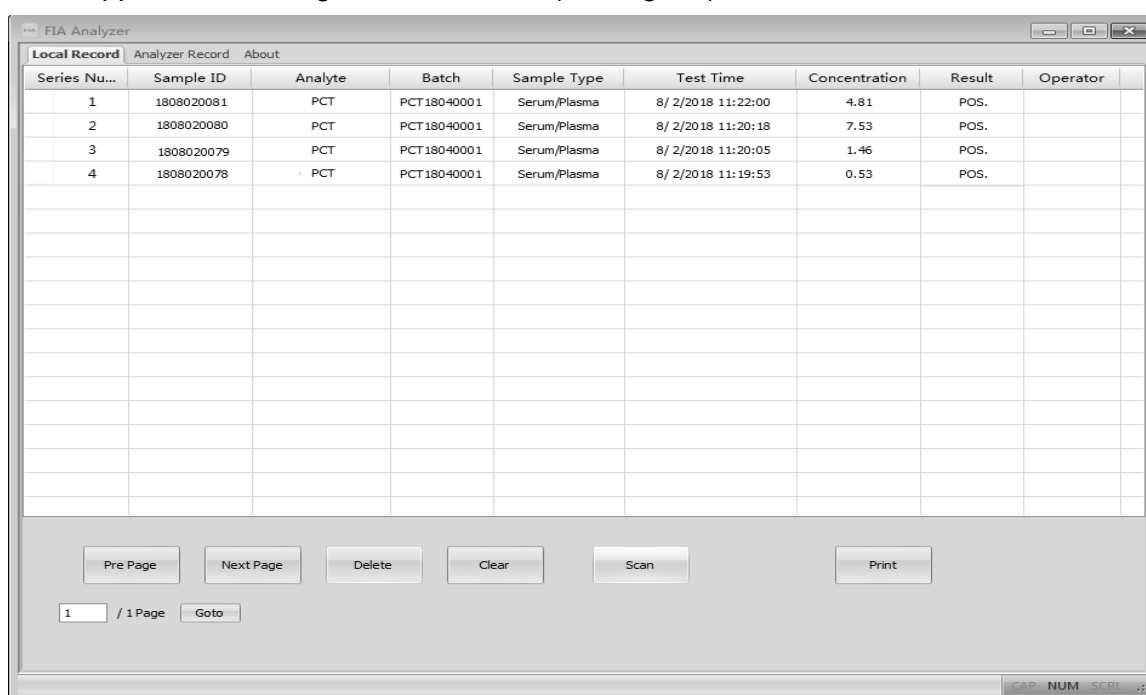 FIA FIA Analyzer
Local Record Analyzer Record About
Series Nu... Sample ID Analyte Batch Sample Type Test Time Concentration Result Operator
1 1808020081 PCT PCT18040001 Serum/Plasma 8/ 2/2018 11:22:00 4.81 POS.
2 1808020080 PCT PCT18040001 Serum/Plasma 8/ 2/2018 11:20:18 7.53 POS.
3 1808020079 PCT PCT18040001 Serum/Plasma 8/ 2/2018 11:20:05 1.46 POS.
4 1808020078 PCT PCT18040001 Serum/Plasma 8/ 2/2018 11:19:53 0.53 POS.
Pre Page Next Page Delete Clear Scan Print
1 / 1 Page Goto
CAP NUM SCRL